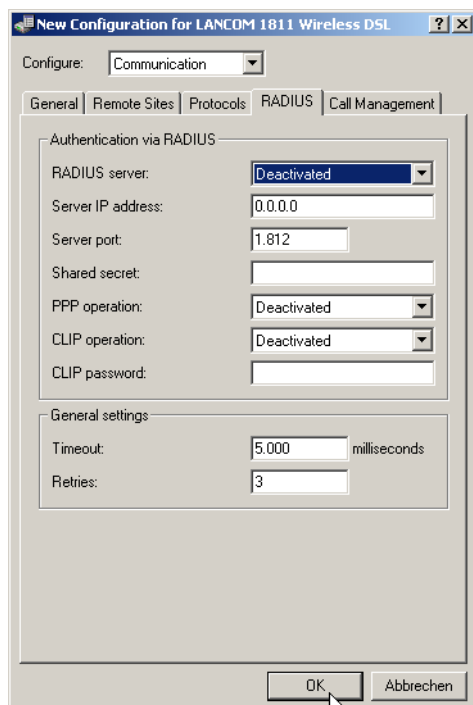 New Configuration for LANCOM 1811 Wireless DSL
Configure: Communication
General Remote Sites Protocols RADIUS Call Management
Authentication via RADIUS
RADIUS server: Deactivated
Server IP address: 0.0.0.0
Server port: 1.812
Shared secret:
PPP operation: Deactivated
CLIP operation: Deactivated
CLIP password:
General settings
Timeout: 5.000 milliseconds
Retries: 3
OK Abbrechen